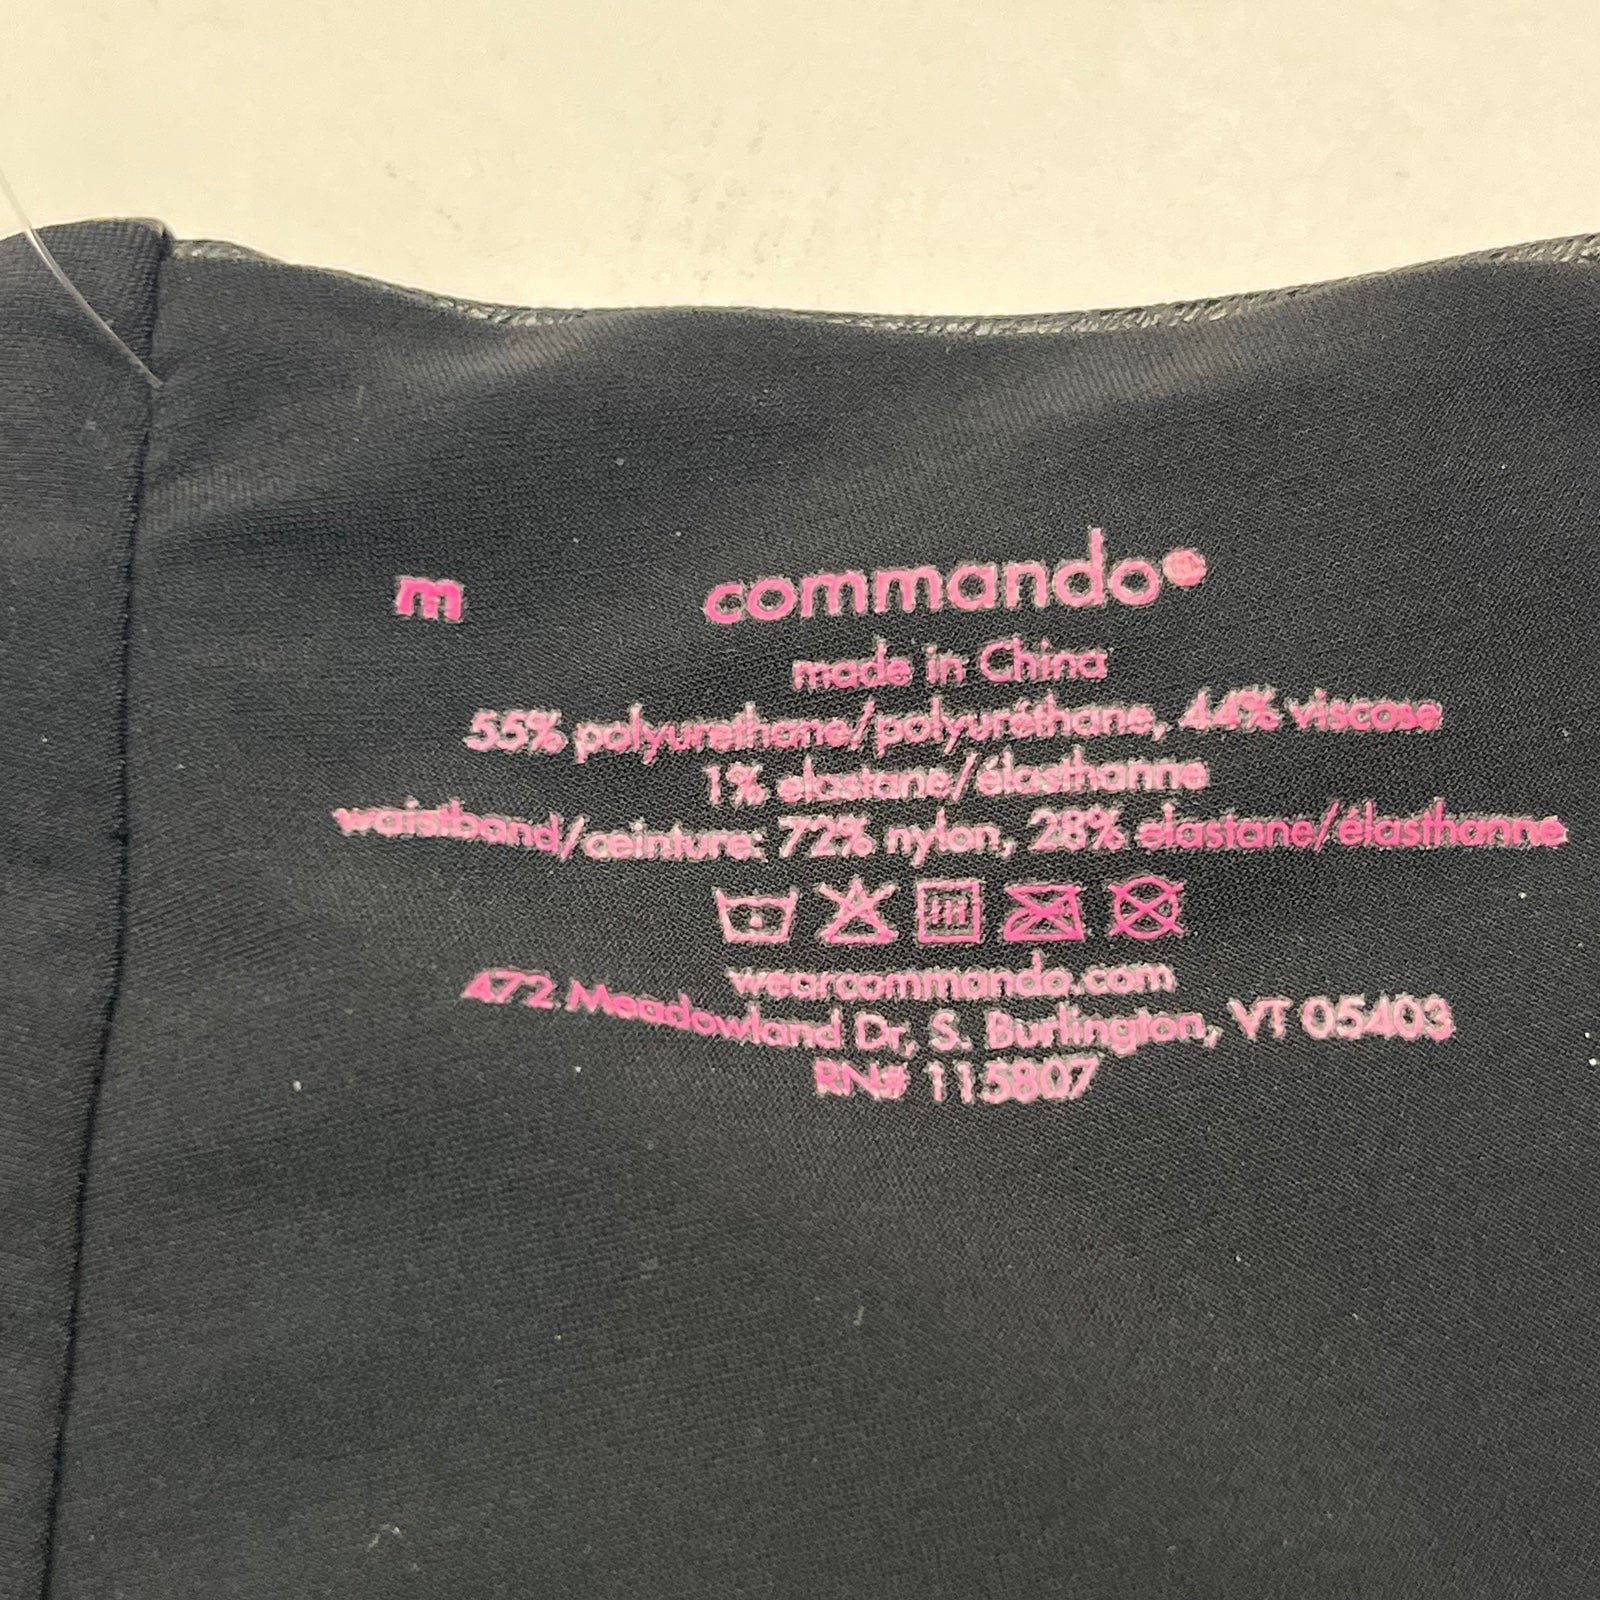 m
commando®
made in China
55% polyurethane/polyuréthane, 44% viscose
1% elastane/élasthanne
waistband/ceinture: 72% nylon, 28% elastane/élasthanne
wearcommando.com
472 Meadowland Dr, S. Burlington, VT 05403
RN# 115807